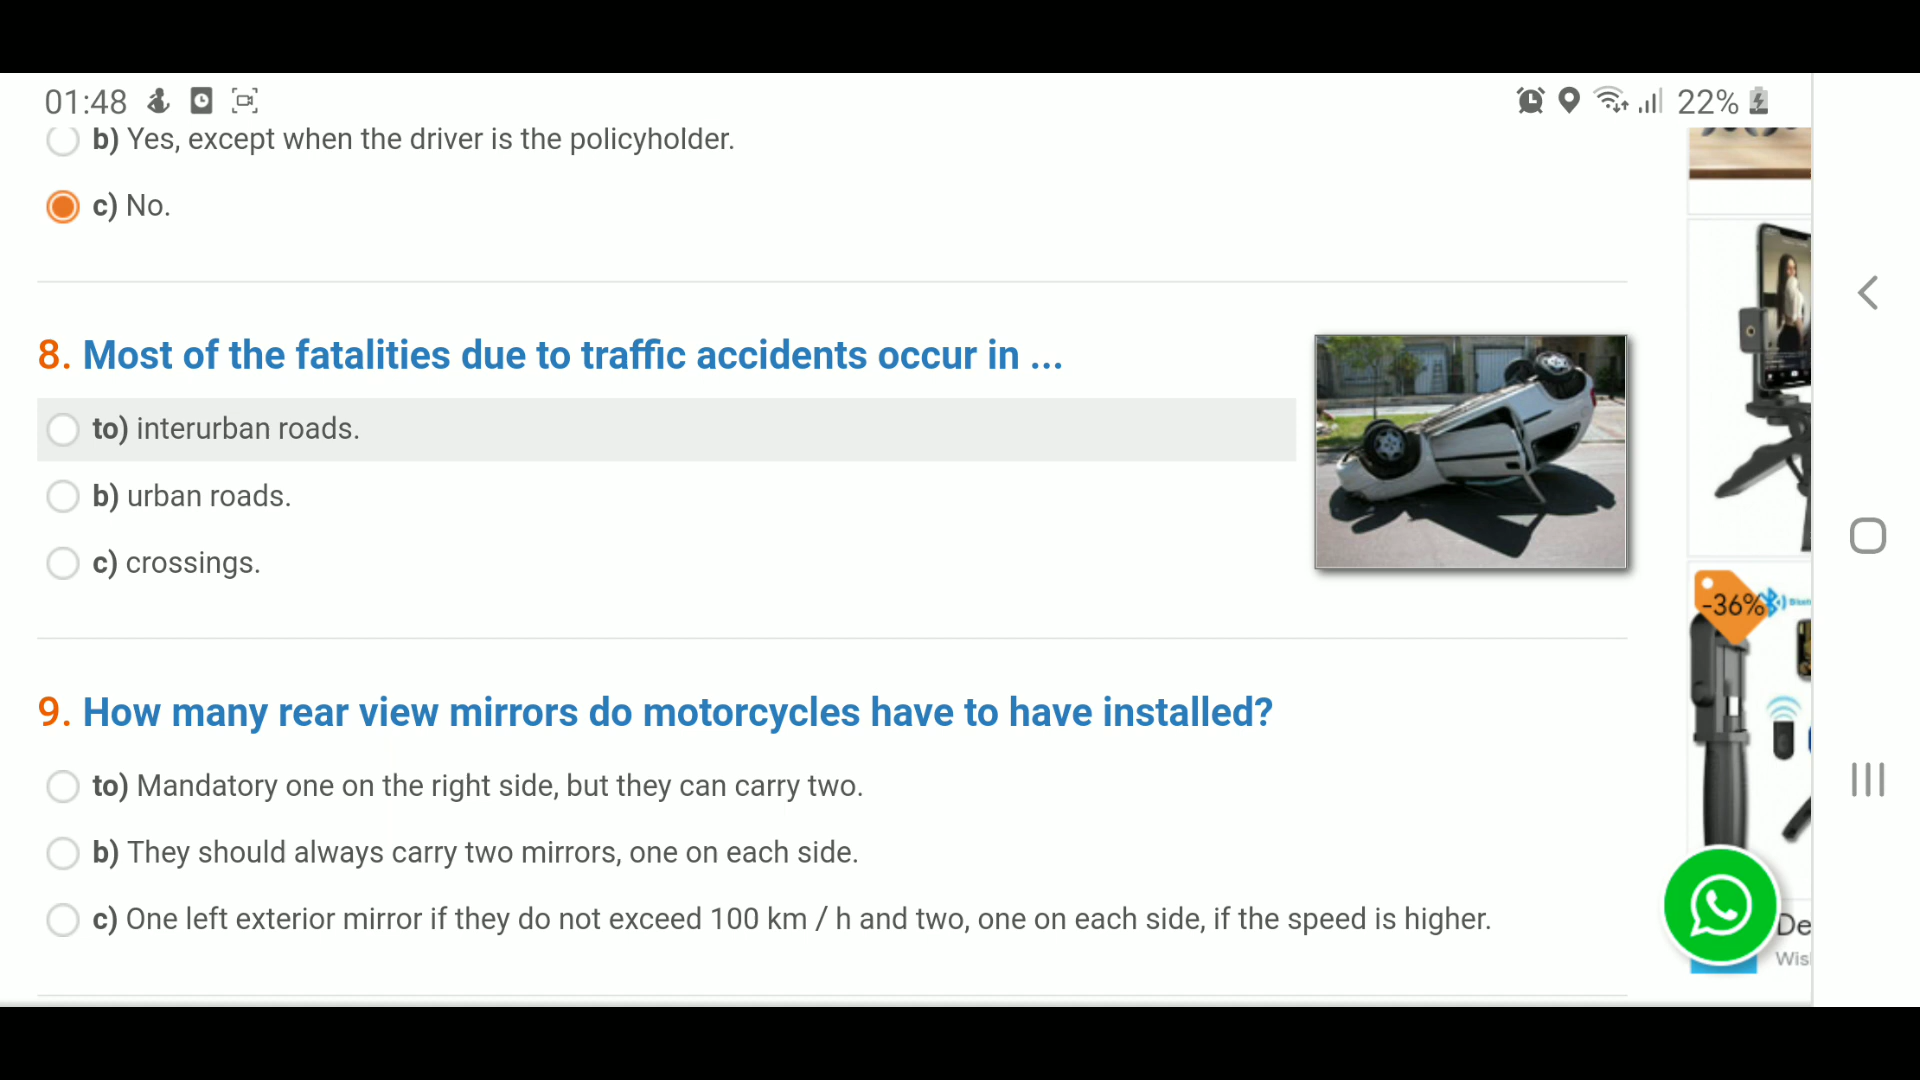 01:48
22%
b) Yes, except when the driver is the policyholder.
c) No.
8. Most of the fatalities due to traffic accidents occur in ...
to) interurban roads.
b) urban roads.
c) crossings.
-36%
9. How many rear view mirrors do motorcycles have to have installed?
to) Mandatory one on the right side, but they can carry two.
b) They should always carry two mirrors, one on each side.
c) One left exterior mirror if they do not exceed 100 km / h and two, one on each side, if the speed is higher.
De
Wis